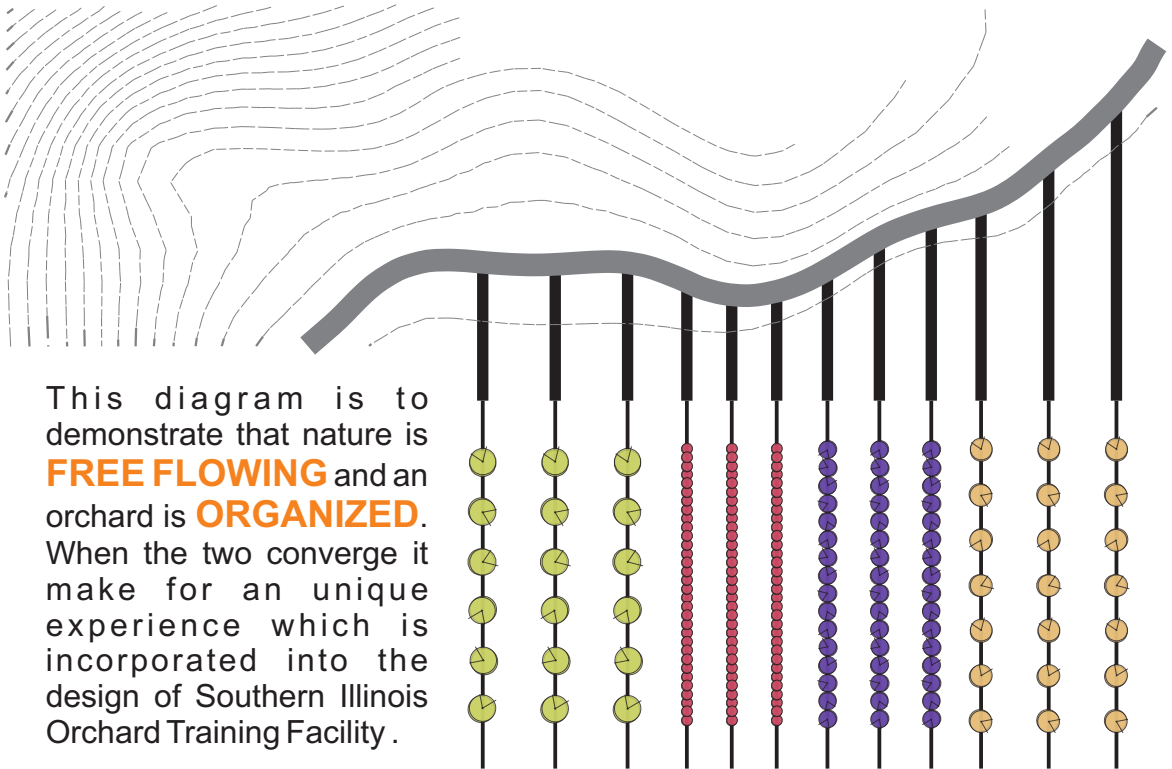 This diagram is to
demonstrate that nature is
FREE FLOWING and an
orchard is ORGANIZED.
When the two converge it
make for an unique
experience which is
incorporated into the
design of Southern Illinois
Orchard Training Facility .